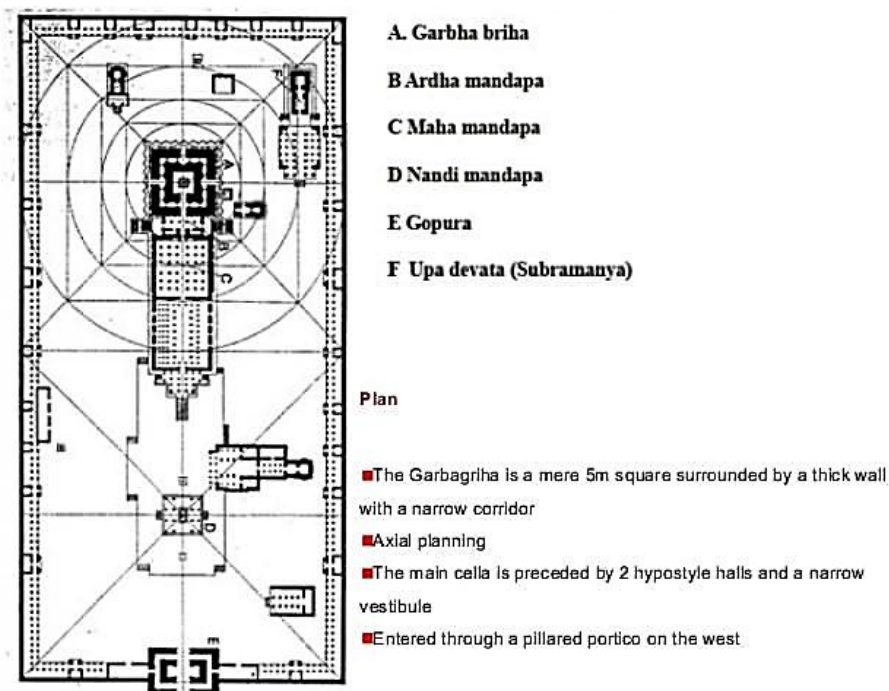 A. Garbha briha
B Ardha mandapa
C Maha mandapa
D Nandi mandapa
E Gopura
F Upa devata (Subramanya)
Plan
■The Garbagriha is a mere 5m square surrounded by a thick wall
with a narrow corridor
■Axial planning
■The main cella is preceded by 2 hypostyle halls and a narrow
vestibule
■Entered through a pillared portico on the west
F
A
B
C
D
E